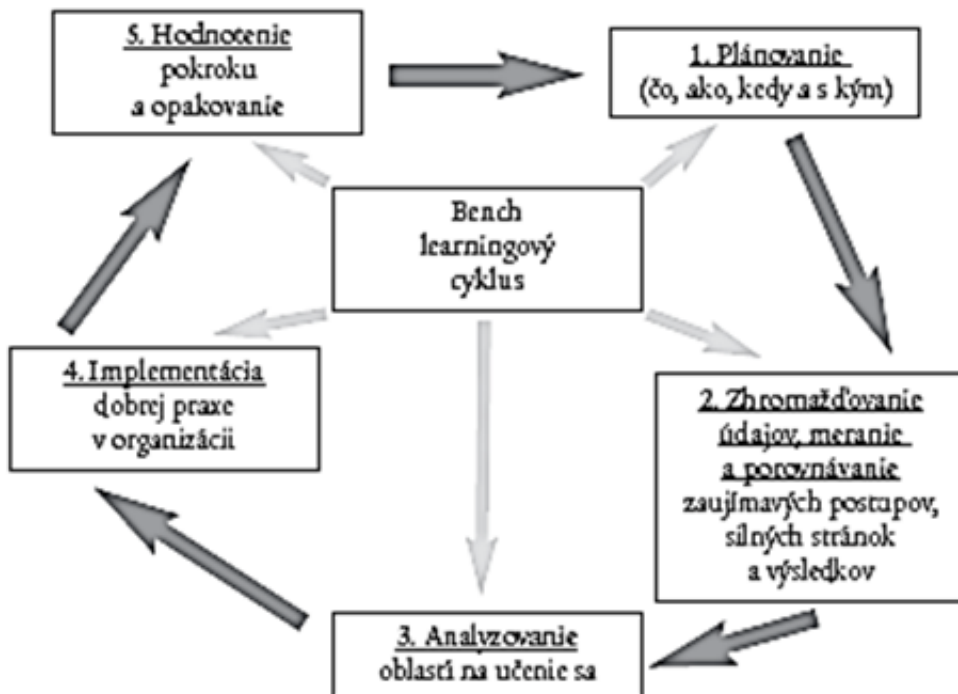 5. Hodnotenie
pokroku
a opakovanie
1. Plánovanie
(čo, ako, kedy a s kým)
Bench
learningový
cyklus
4. Implementácia
dobrej praxe
v organizácii
2. Zhromažďovanie
údajov, meranie
a porovnávanie
zaujímavých postupov,
silných stránok
a výsledkov
3. Analyzovanie
oblastí na učenie sa